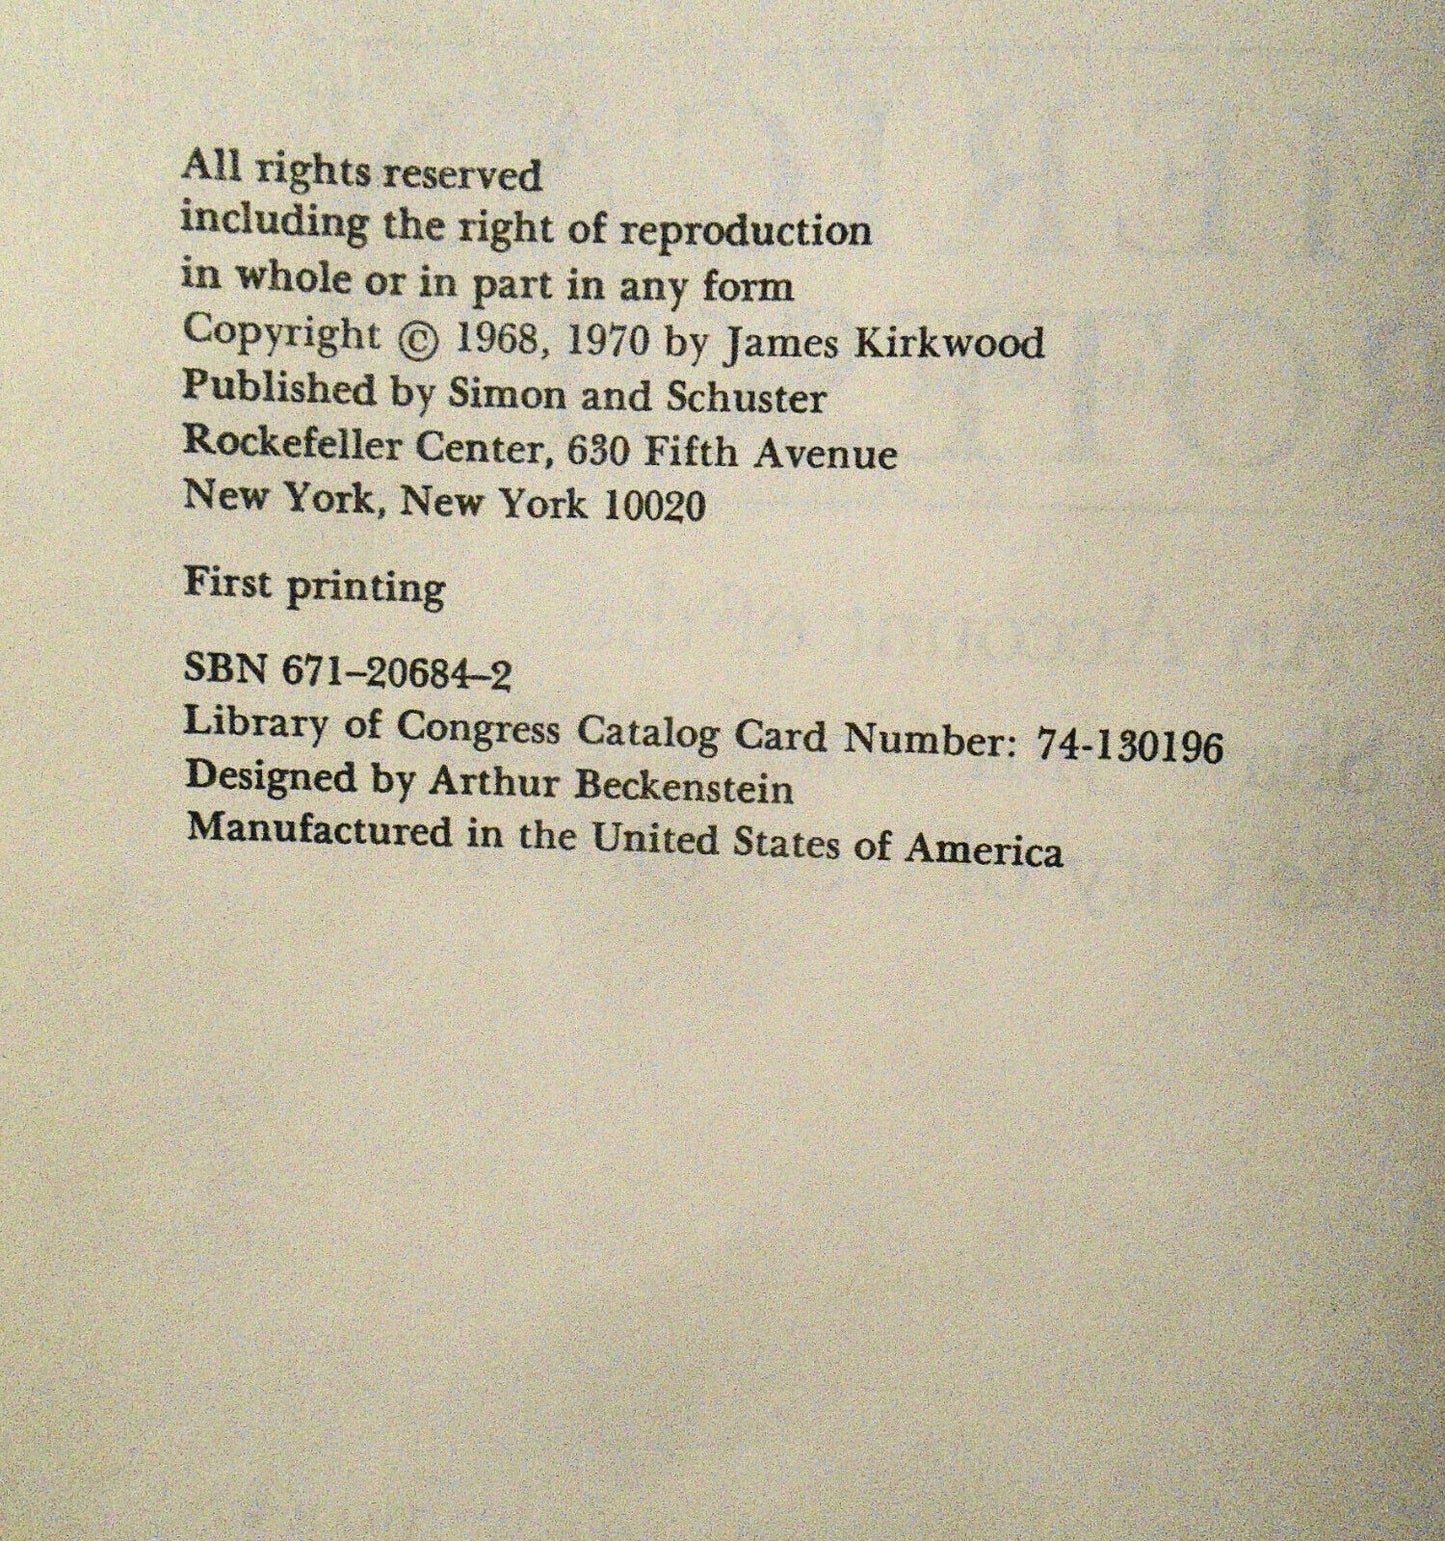 All rights reserved
including the right of reproduction
in whole or in part in any form
Copyright © 1968, 1970 by James Kirkwood
Published by Simon and Schuster
Rockefeller Center, 630 Fifth Avenue
New York, New York 10020
First printing
SBN 671–20684–2
Library of Congress Catalog Card Number: 74-130196
Designed by Arthur Beckenstein
Manufactured in the United States of America